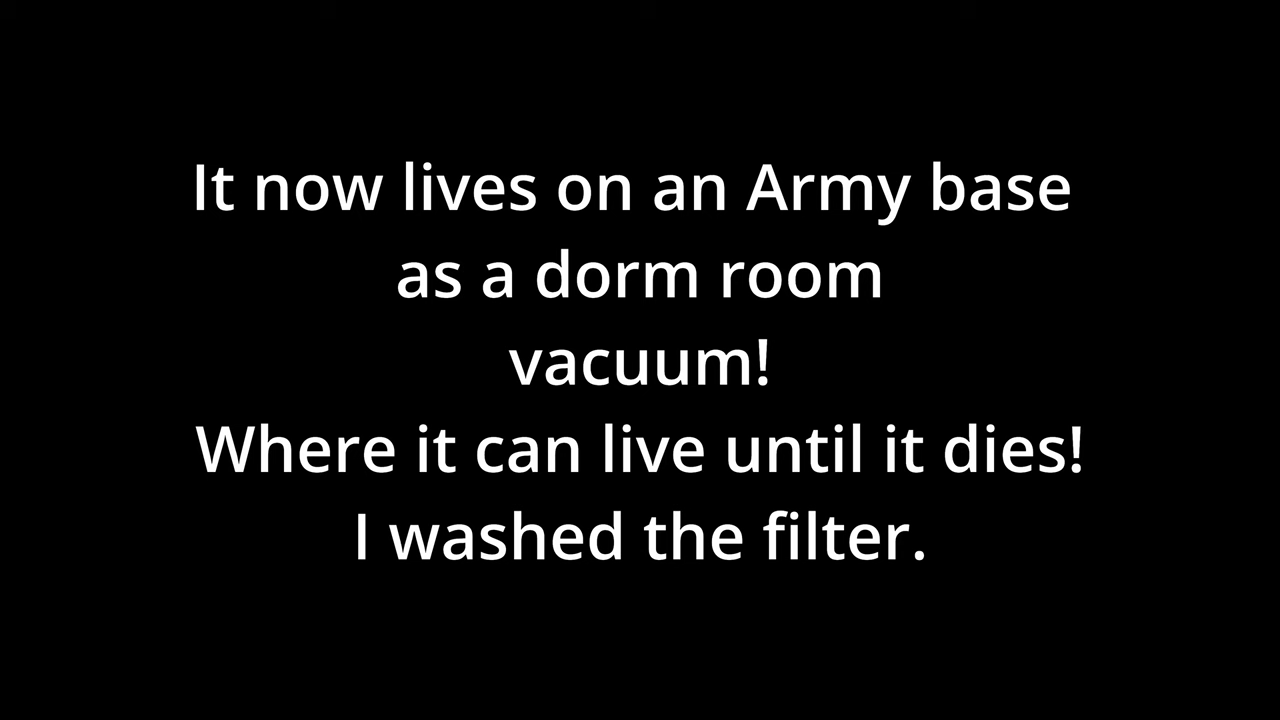 It now lives on an Army base
as a dorm room
vacuum!
Where it can live until it dies!
I washed the filter.